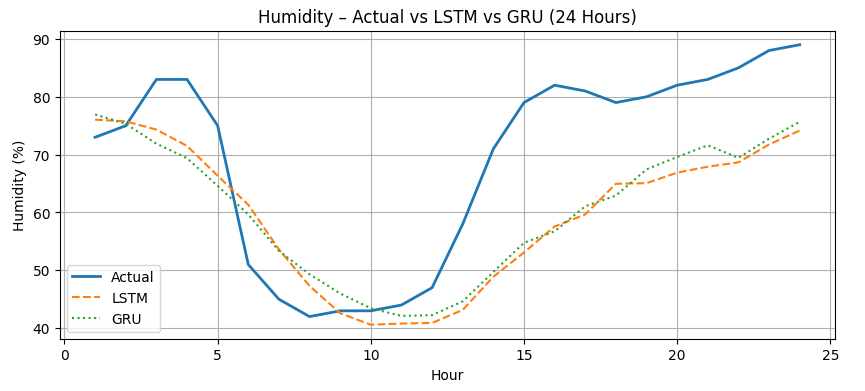 Humidity – Actual vs LSTM vs GRU (24 Hours)
Humidity (%)
90
80
70
60
50
40
Actual
LSTM
GRU
0
5
10
15
20
25
Hour